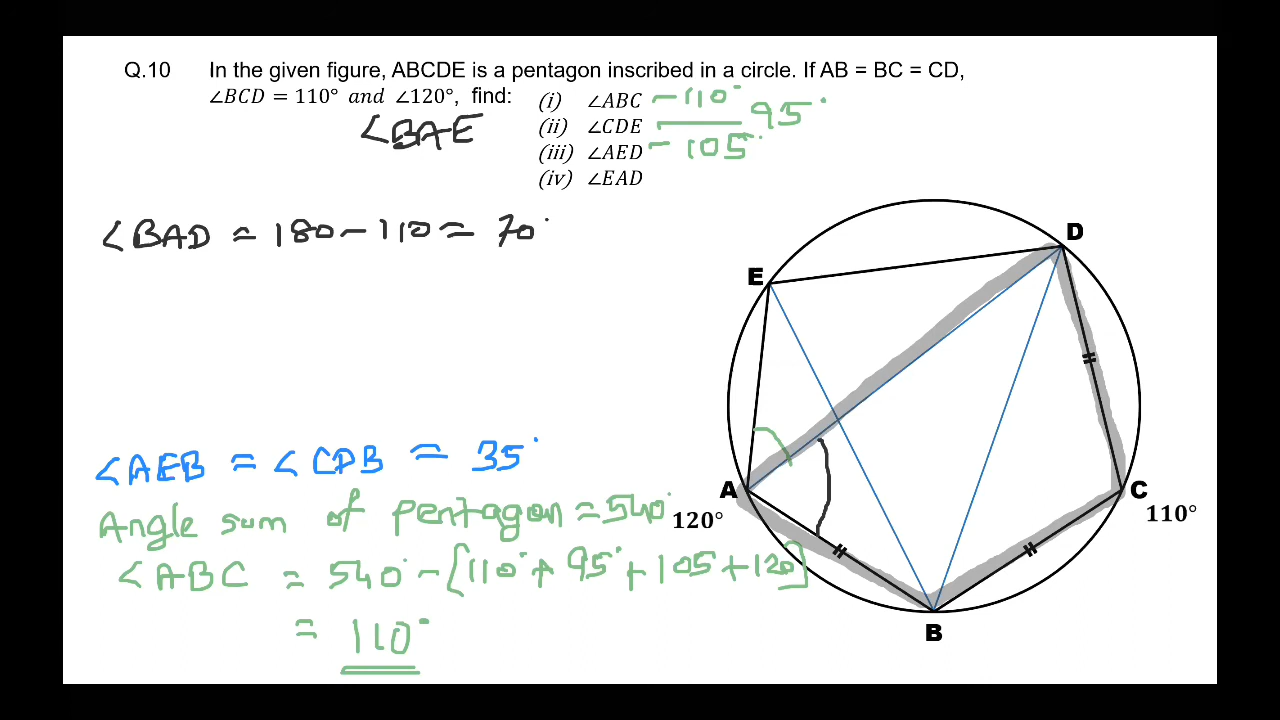 Q.10 In the given figure, ABCDE is a pentagon inscribed in a circle. If AB = BC = CD,
∠BCD = 110° and ∠120°, find:
∠BAE
(i) ∠ABC – 110°
(ii) ∠CDE 95°
(iii) ∠AED – 105°
(iv) ∠EAD
∠BAD = 180 – 110 = 70°
D
E
A
120°
C
110°
B
∠AEB = ∠CDB = 35°
Angle sum of pentagon = 540°
∠ABC = 540° – [110° + 95° + 105 + 120]
= 110°